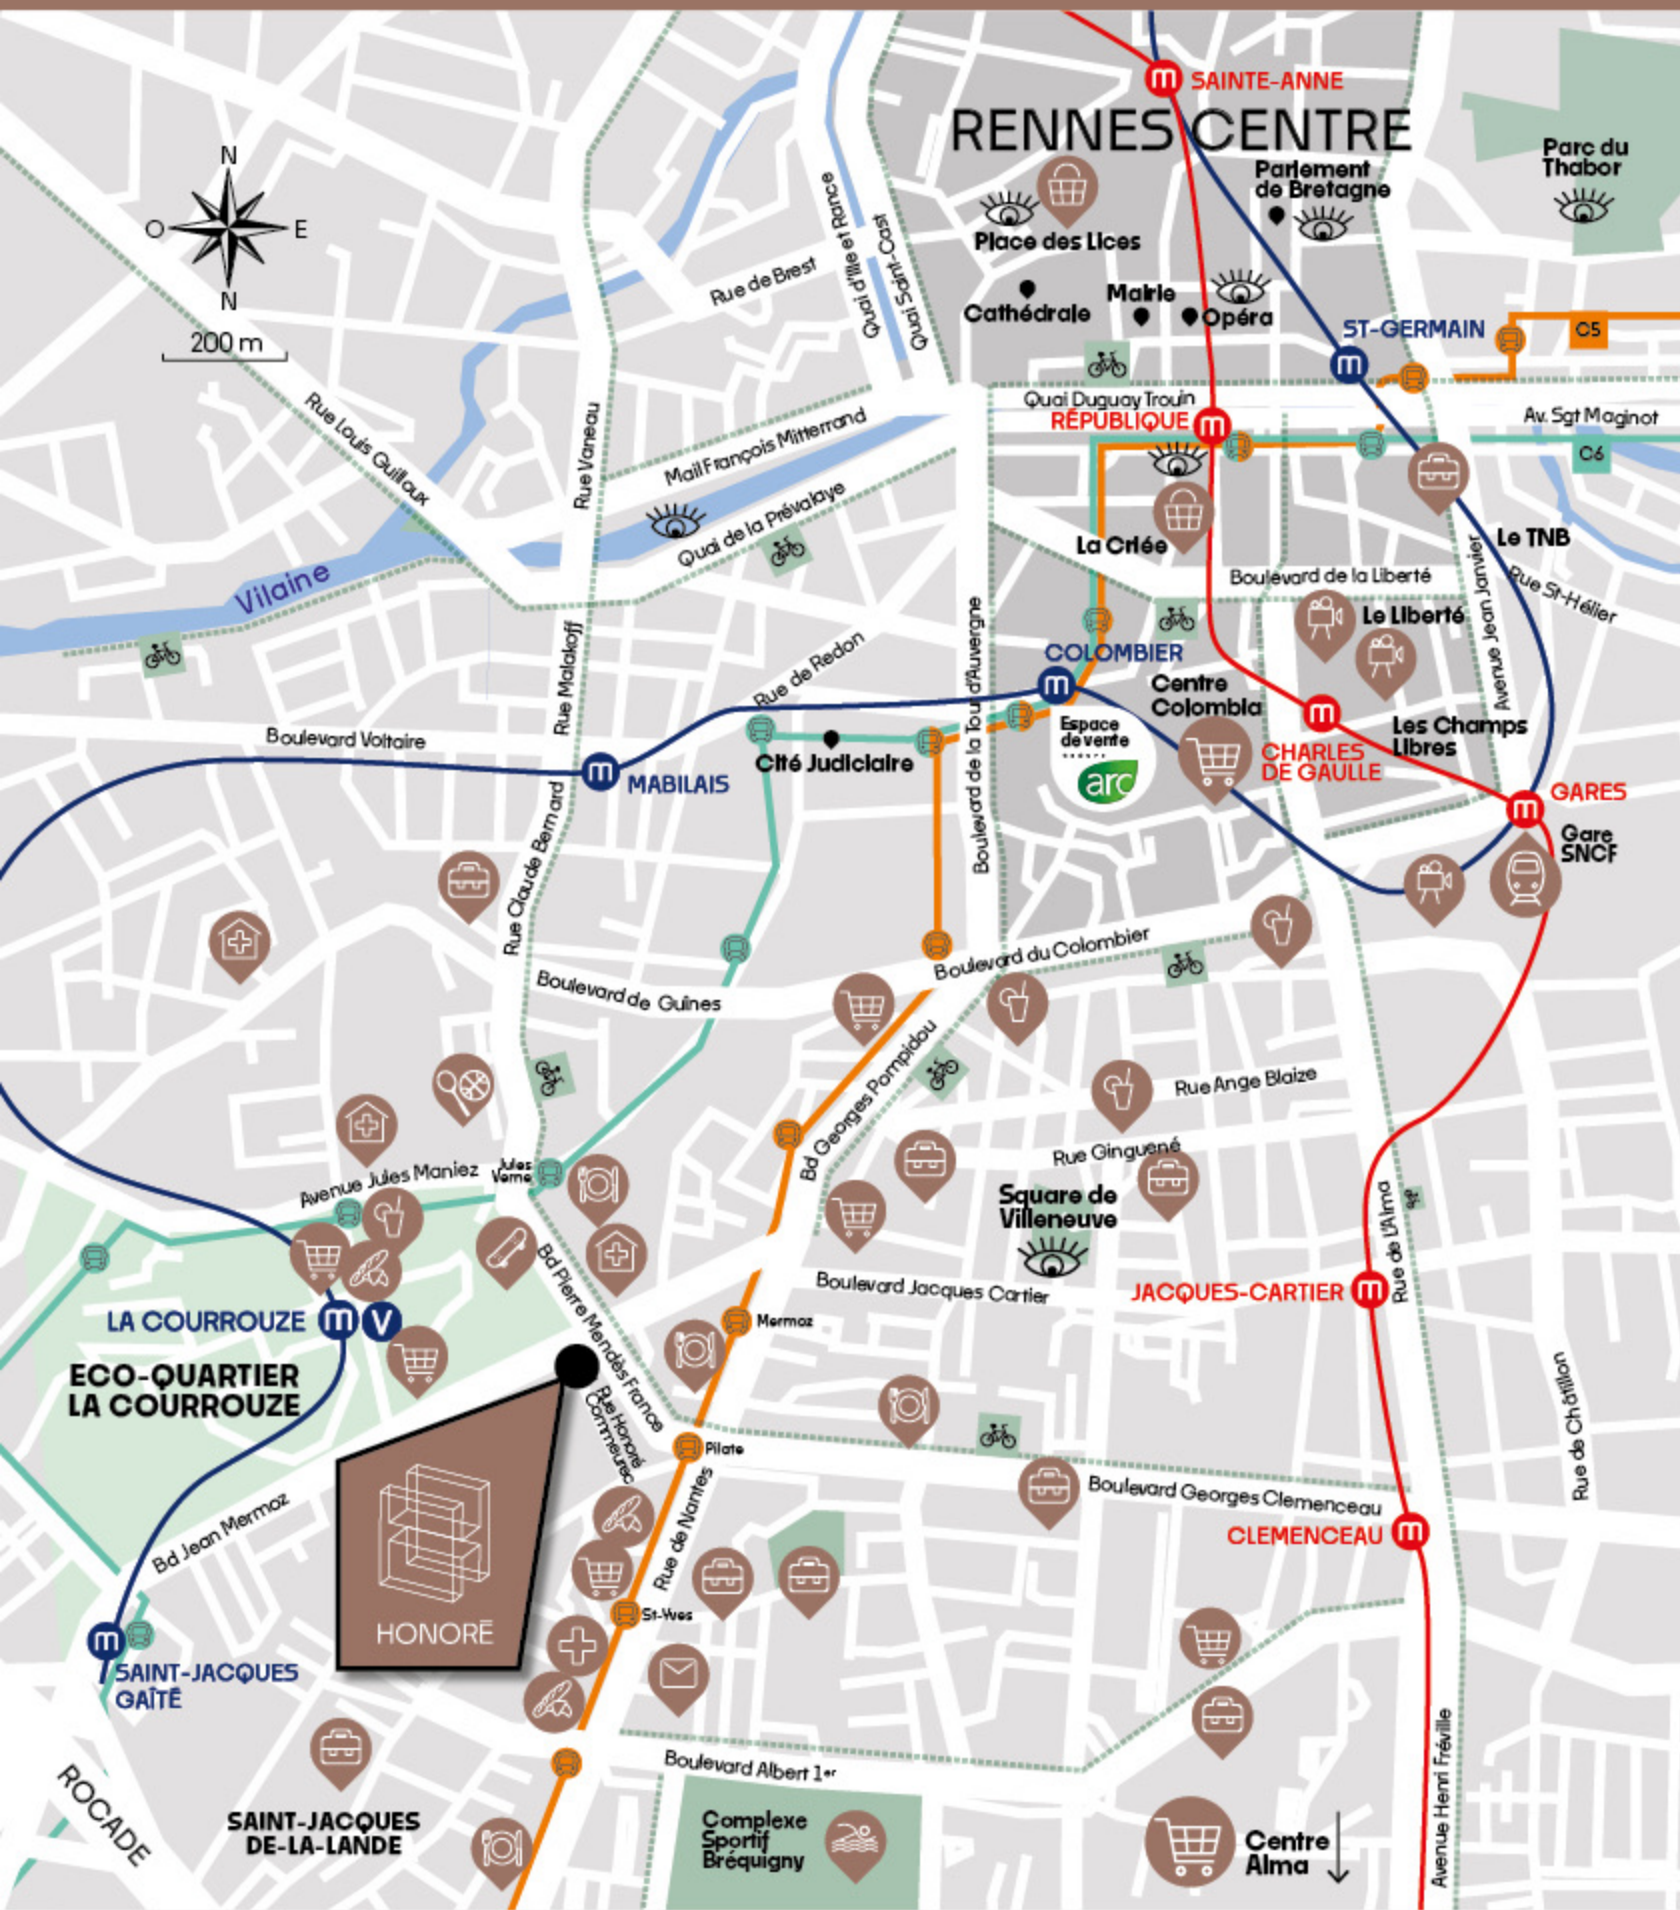 m SAINTE-ANNE
RENNES CENTRE
Parc du
Thabor
Parlement
de Bretagne
Place des Lices
N
O
E
N
200 m
Quai d'Ille et Rance
Quai Saint-Cast
Rue de Brest
Cathédrale
Mairie
Opéra
ST-GERMAIN
m
C5
Quai Duguay Trouin
RÉPUBLIQUE m
Av. Sgt Maginot
C6
Rue Louis Guilloux
Rue Vaneau
Mail François Mitterrand
Quai de la Prévalaye
La Criée
Le TNB
Rue St-Hélier
Avenue Jean Janvier
Vilaine
Boulevard de la Liberté
Le Liberté
Rue Malakoff
Rue de Redon
Boulevard de la Tour d'Auvergne
COLOMBIER
m
Centre
Colombia
Espace
de vente
GROUPE
arc
m
CHARLES
DE GAULLE
Les Champs
Libres
Boulevard Voltaire
m MABILAIS
Cité Judiciaire
m GARES
Gare
SNCF
Rue Claude Bernard
Boulevard du Colombier
Boulevard de Guînes
Bd Georges Pompidou
Rue Ange Blaize
Rue Ginguené
Avenue Jules Maniez
Jules
Verne
Square de
Villeneuve
Rue de L'Alma
Bd Pierre Mendès France
Boulevard Jacques Cartier
JACQUES-CARTIER m
LA COURROUZE m V
Mermoz
ECO-QUARTIER
LA COURROUZE
Rue Honoré
Commeurec
Rue de Châtillon
Pilate
Rue de Nantes
Boulevard Georges Clemenceau
CLEMENCEAU m
Bd Jean Mermoz
HONORÉ
St-Yves
m
SAINT-JACQUES
GAÎTÉ
Avenue Henri Fréville
ROCADE
Boulevard Albert 1er
SAINT-JACQUES
DE-LA-LANDE
Complexe
Sportif
Bréquigny
Centre
Alma